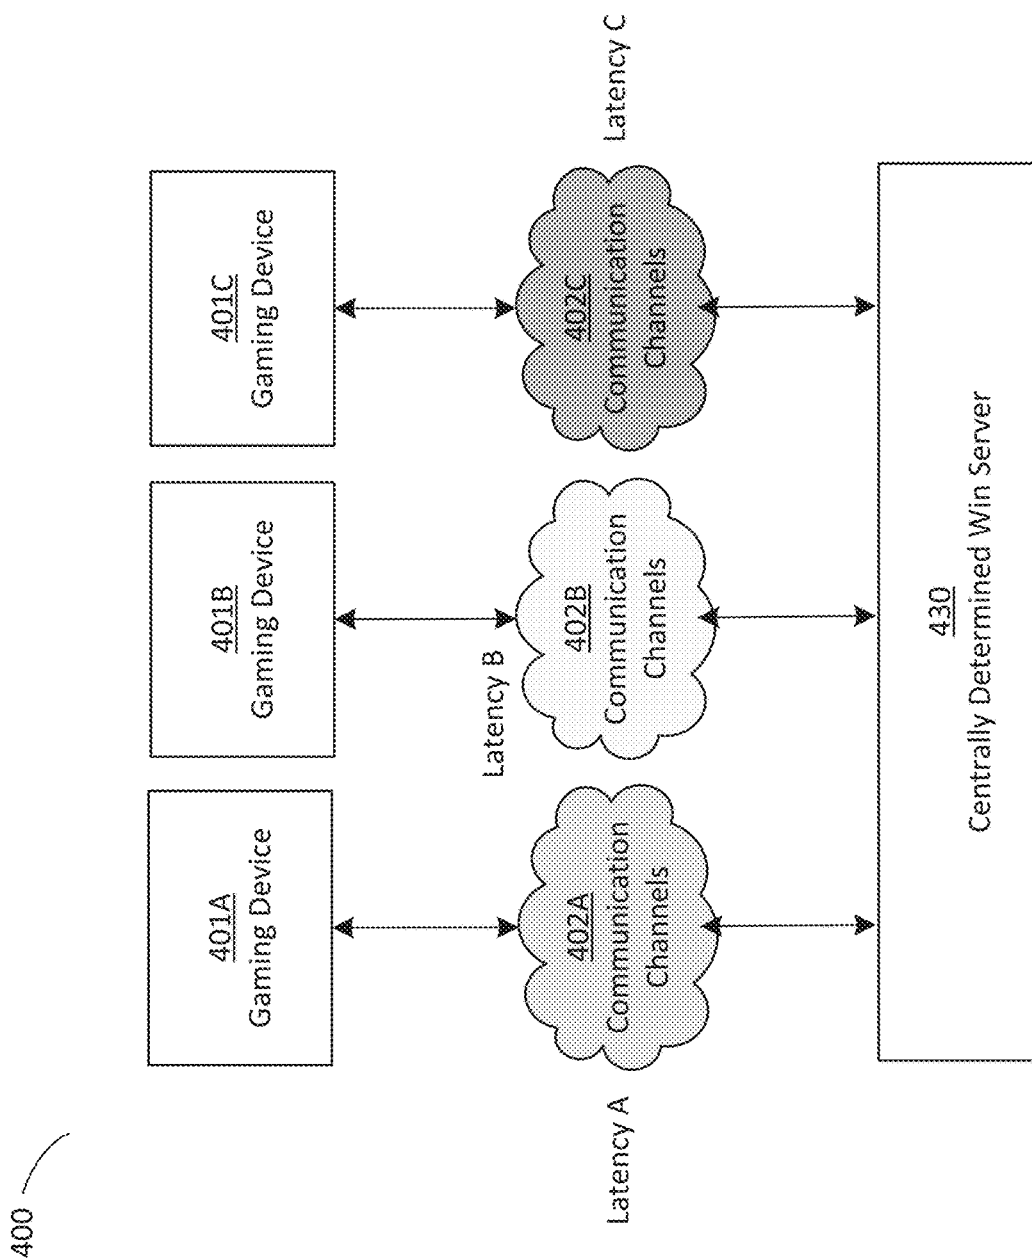 400
401A
Gaming Device
401B
Gaming Device
401C
Gaming Device
Latency A
402A
Communication
Channels
Latency B
402B
Communication
Channels
402C
Communication
Channels
Latency C
430
Centrally Determined Win Server